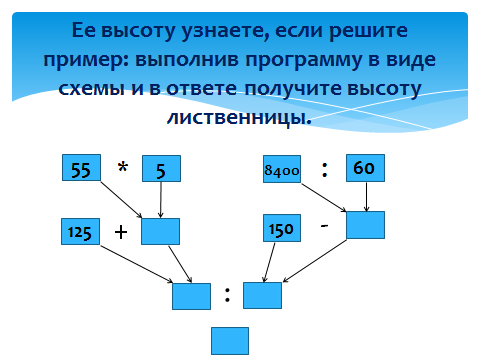 Ее высоту узнаете, если решите
пример: выполнив программу в виде
схемы и в ответе получите высоту
лиственницы.
55 * 5 8400 : 60
125 + 150 -
: